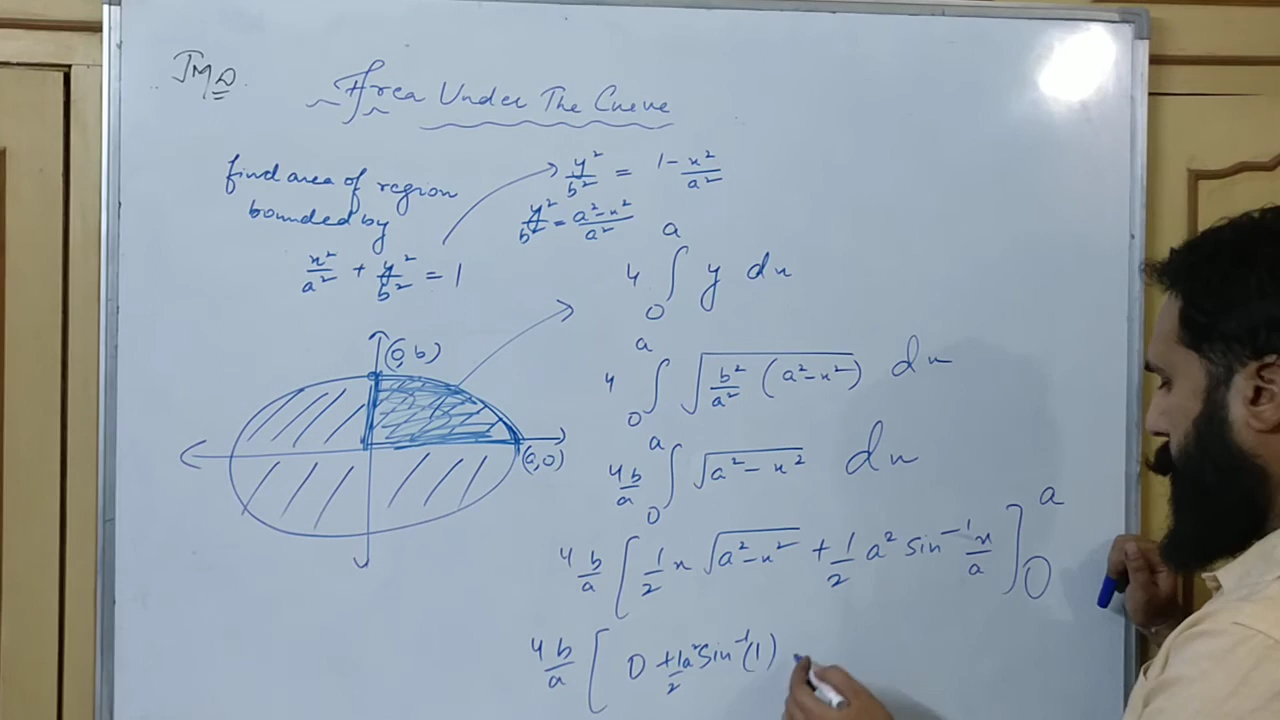 JMD
Area Under The Curve
find area of region
bounded by
x²/a² + y²/b² = 1
y²/b² = 1 - x²/a²
y²/b² = a²-x²/a²
4 ∫₀ᵃ y dx
(0, b)
(a, 0)
4 ∫₀ᵃ √(b²/a² (a²-x²)) dx
4b/a ∫₀ᵃ √(a²-x²) dx
4 b/a [ 1/2 x √(a²-x²) + 1/2 a² sin⁻¹ x/a ]₀ᵃ
4 b/a [ 0 + 1/2 a² sin⁻¹(1)